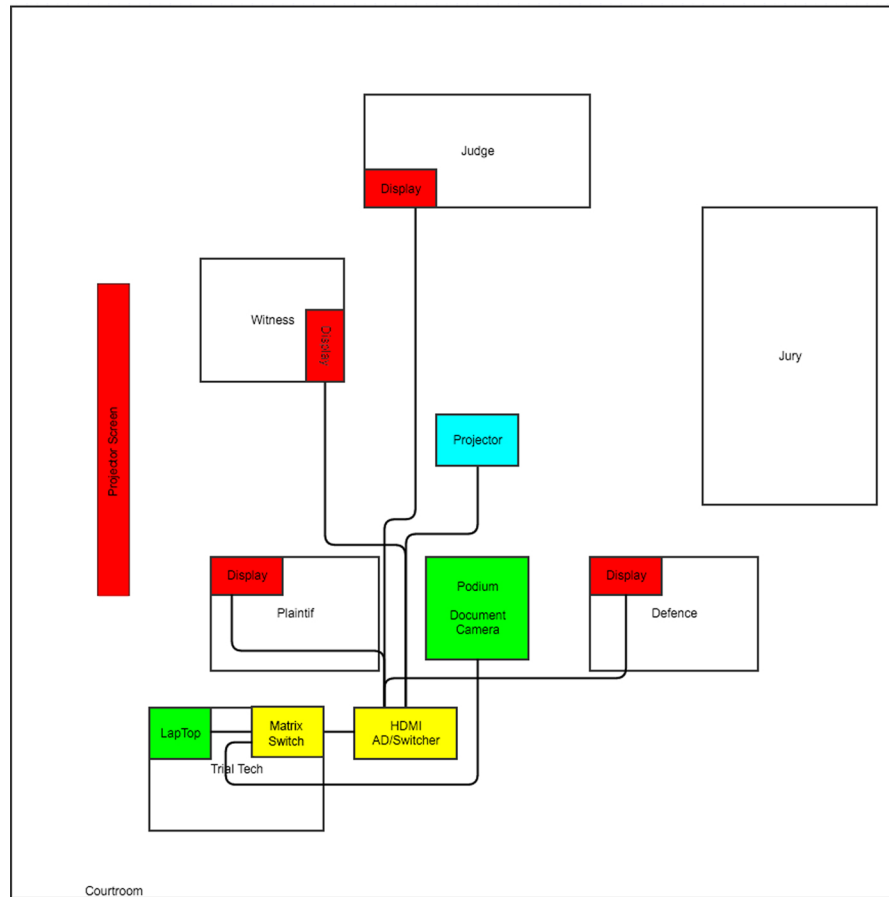 Judge
Display
Witness
Display
Jury
Projector Screen
Projector
Display
Plaintif
Podium
Document
Camera
Display
Defence
LapTop
Matrix
Switch
HDMI
AD/Switcher
Trial Tech
Courtroom